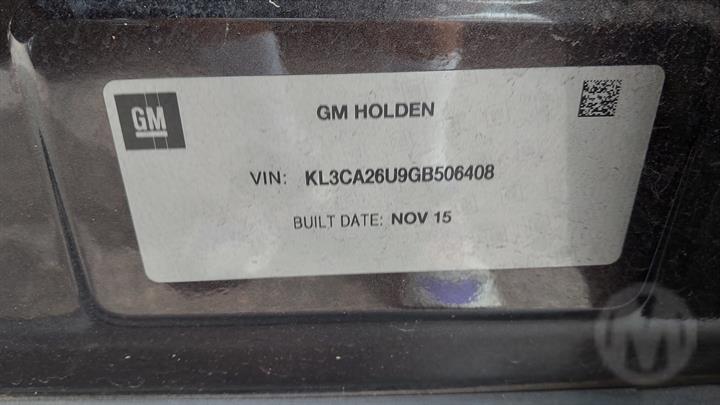 GM
GM HOLDEN
VIN: KL3CA26U9GB506408
BUILT DATE: NOV 15
M